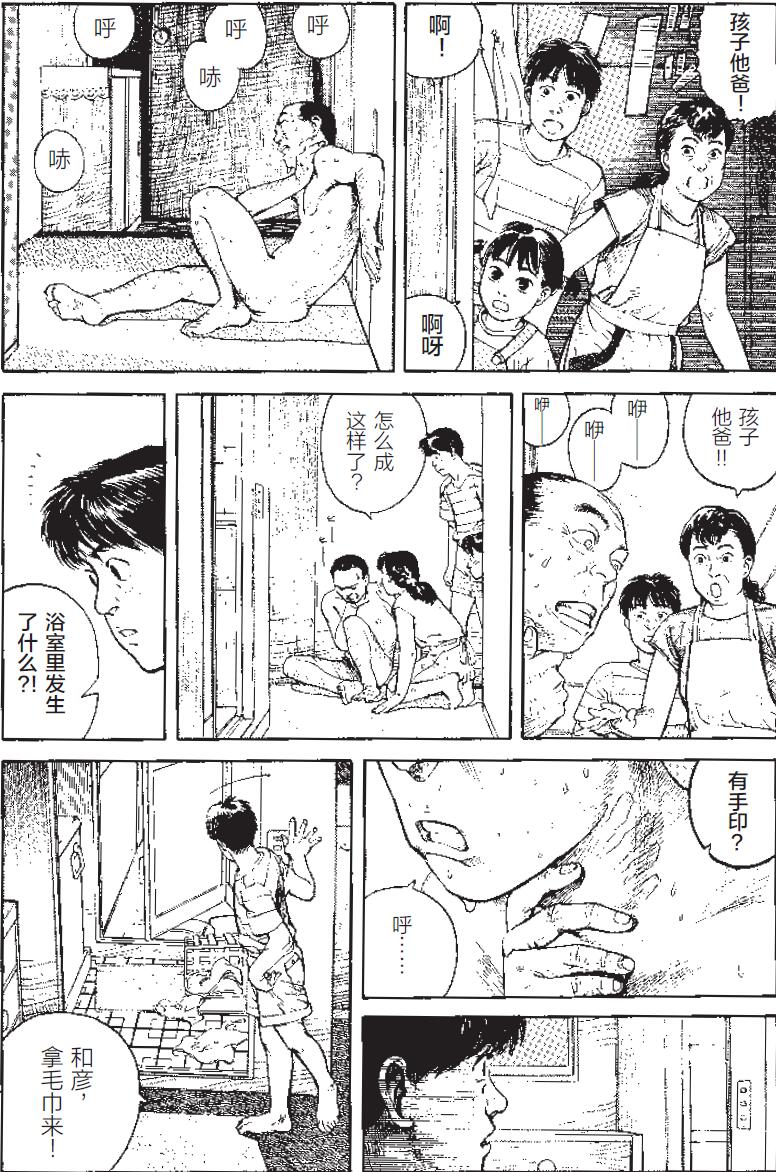 孩子他爸！
啊！
啊呀
呼
呼
哧
呼
哧
孩子
他爸！！
咿——
咿——
咿——
怎么成
这样了？
浴室里发生
了什么？！
有手印？
呼……
和彦，
拿毛巾来！